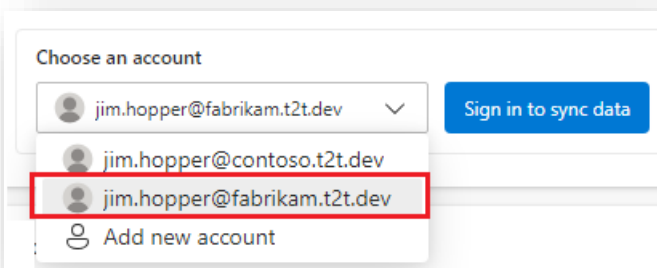 Choose an account
jim.hopper@fabrikam.t2t.dev
Sign in to sync data
jim.hopper@contoso.t2t.dev
jim.hopper@fabrikam.t2t.dev
Add new account